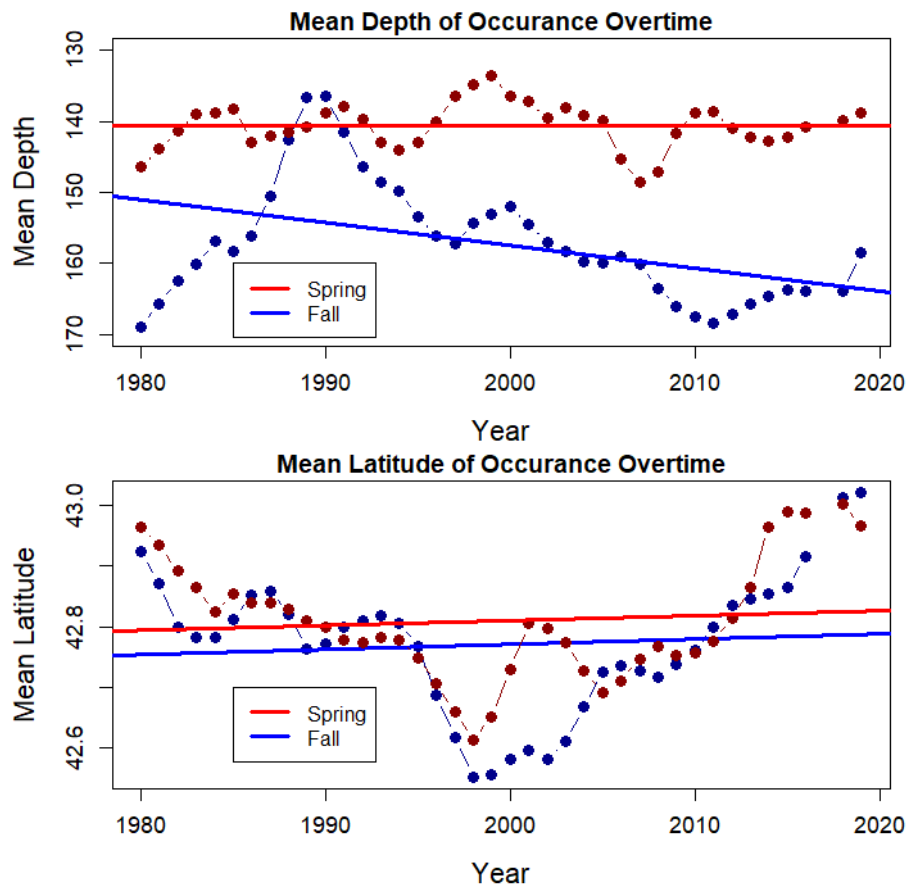 Mean Depth of Occurance Overtime
130
140
150
160
170
Mean Depth
Spring
Fall
1980 1990 2000 2010 2020
Year
Mean Latitude of Occurance Overtime
43.0
42.8
42.6
Mean Latitude
Spring
Fall
1980 1990 2000 2010 2020
Year